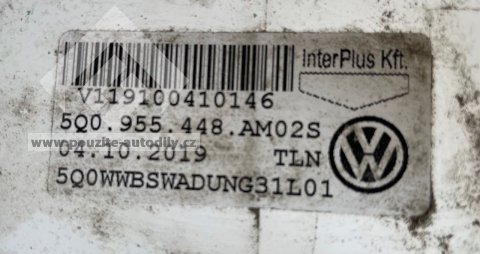 InterPlus Kft.
V119100410146
5Q0.955.448.AM02S
www.pouzite-autodily.cz
04.10.2019 TLN
5Q0WWBSWADUNG31L01